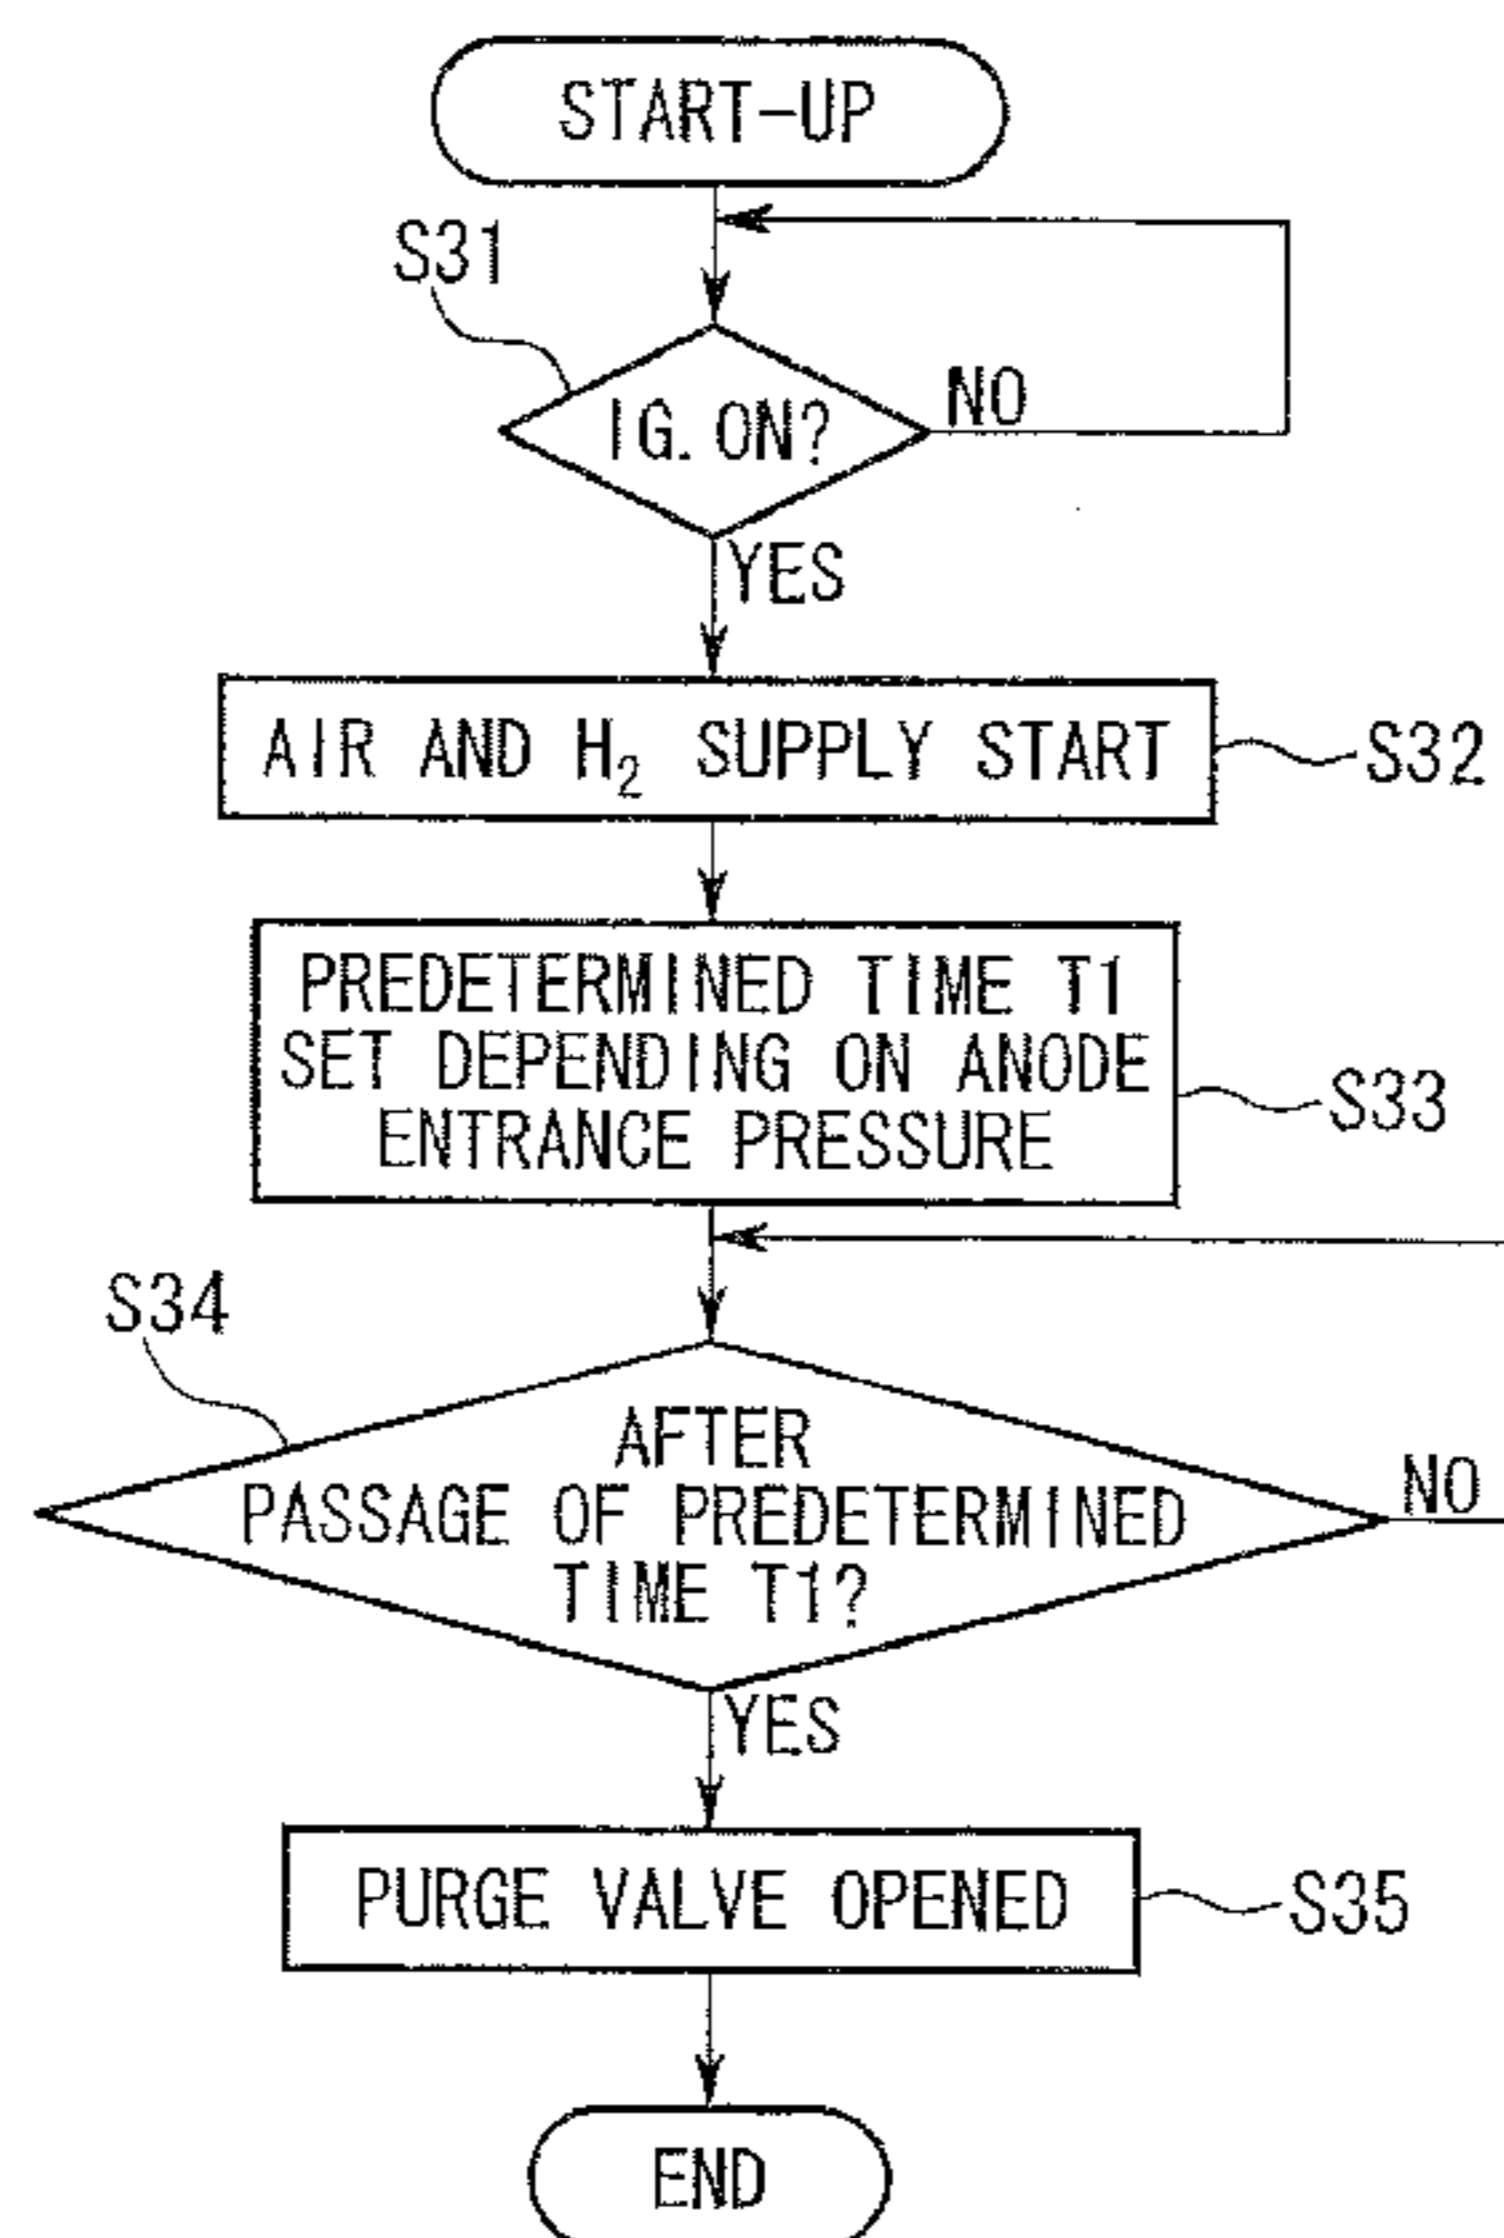 START-UP
S31
IG. ON?
NO
YES
AIR AND H₂ SUPPLY START
S32
PREDETERMINED TIME T1
SET DEPENDING ON ANODE
ENTRANCE PRESSURE
S33
S34
AFTER
PASSAGE OF PREDETERMINED
TIME T1?
NO
YES
PURGE VALVE OPENED
S35
END